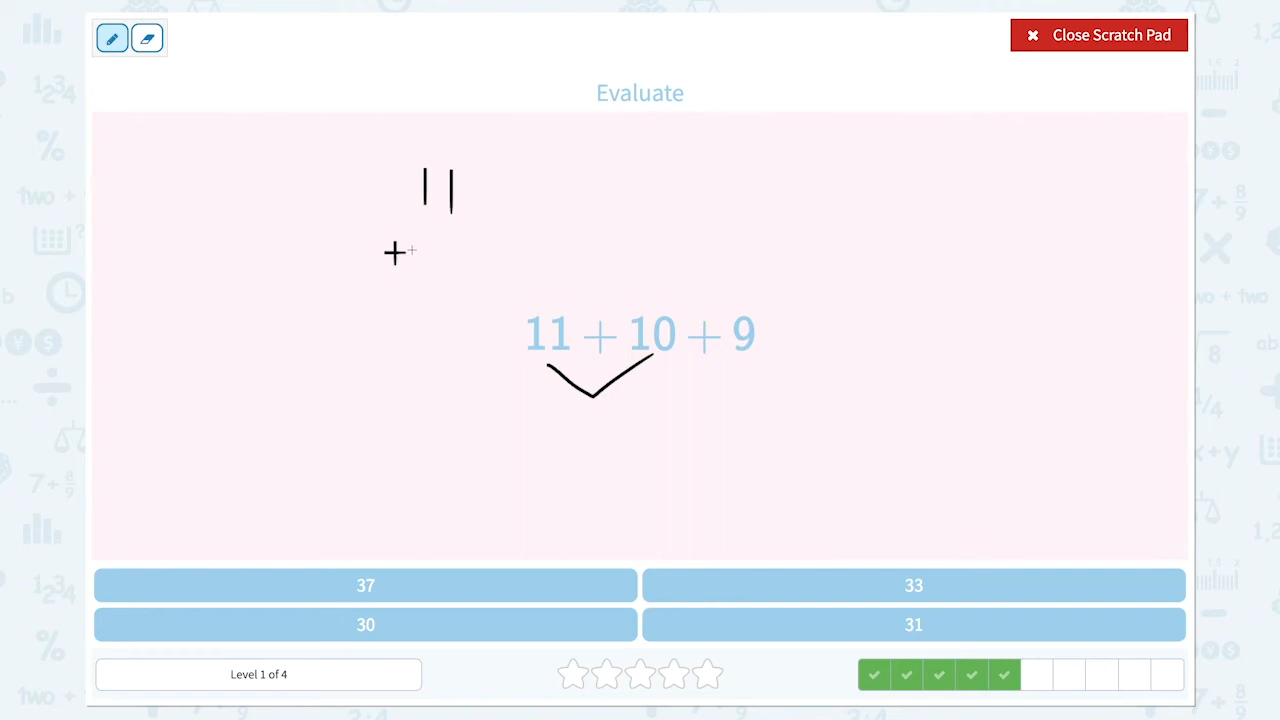 Close Scratch Pad
Evaluate
11
+
11 + 10 + 9
37
33
30
31
Level 1 of 4